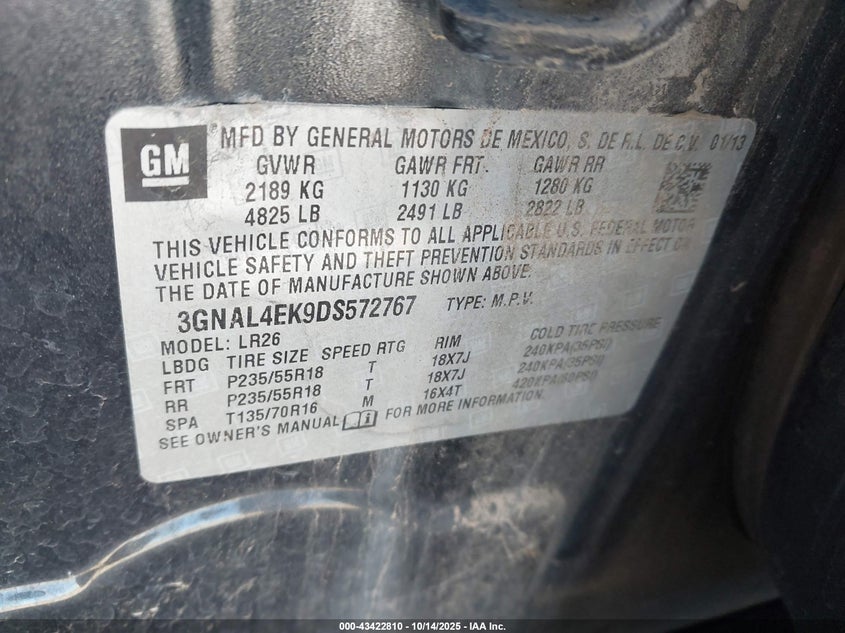 GM
MFD BY GENERAL MOTORS DE MEXICO, S. DE R.L. DE C.V. 01/13
GVWR GAWR FRT. GAWR RR
2189 KG 1130 KG 1280 KG
4825 LB 2491 LB 2822 LB
THIS VEHICLE CONFORMS TO ALL APPLICABLE U.S. FEDERAL MOTOR
VEHICLE SAFETY AND THEFT PREVENTION STANDARDS IN EFFECT ON
THE DATE OF MANUFACTURE SHOWN ABOVE.
3GNAL4EK9DS572767 TYPE: M.P.V.
MODEL: LR26
LBDG TIRE SIZE SPEED RTG RIM COLD TIRE PRESSURE
FRT P235/55R18 T 18X7J 240KPA(35PSI)
RR P235/55R18 T 18X7J 240KPA(35PSI)
SPA T135/70R16 M 16X4T 420KPA(60PSI)
SEE OWNER'S MANUAL FOR MORE INFORMATION.
000-43422810 - 10/14/2025 - IAA Inc.